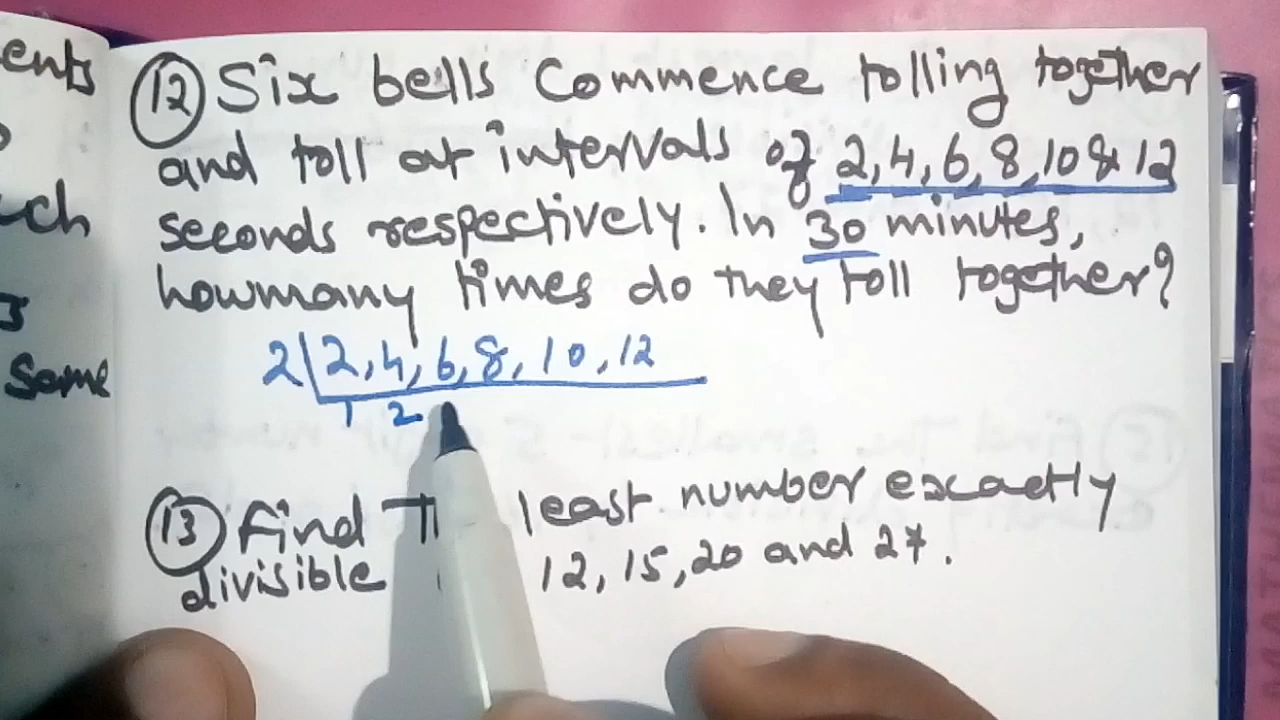 ents
uch
Some
12 Six bells Commence tolling together
and toll at intervals of 2, 4, 6, 8, 10 & 12
seconds respectively. In 30 minutes,
howmany times do they toll together?
2 | 2, 4, 6, 8, 10, 12
1 2
13 Find least number exactly
divisible 12, 15, 20 and 27.